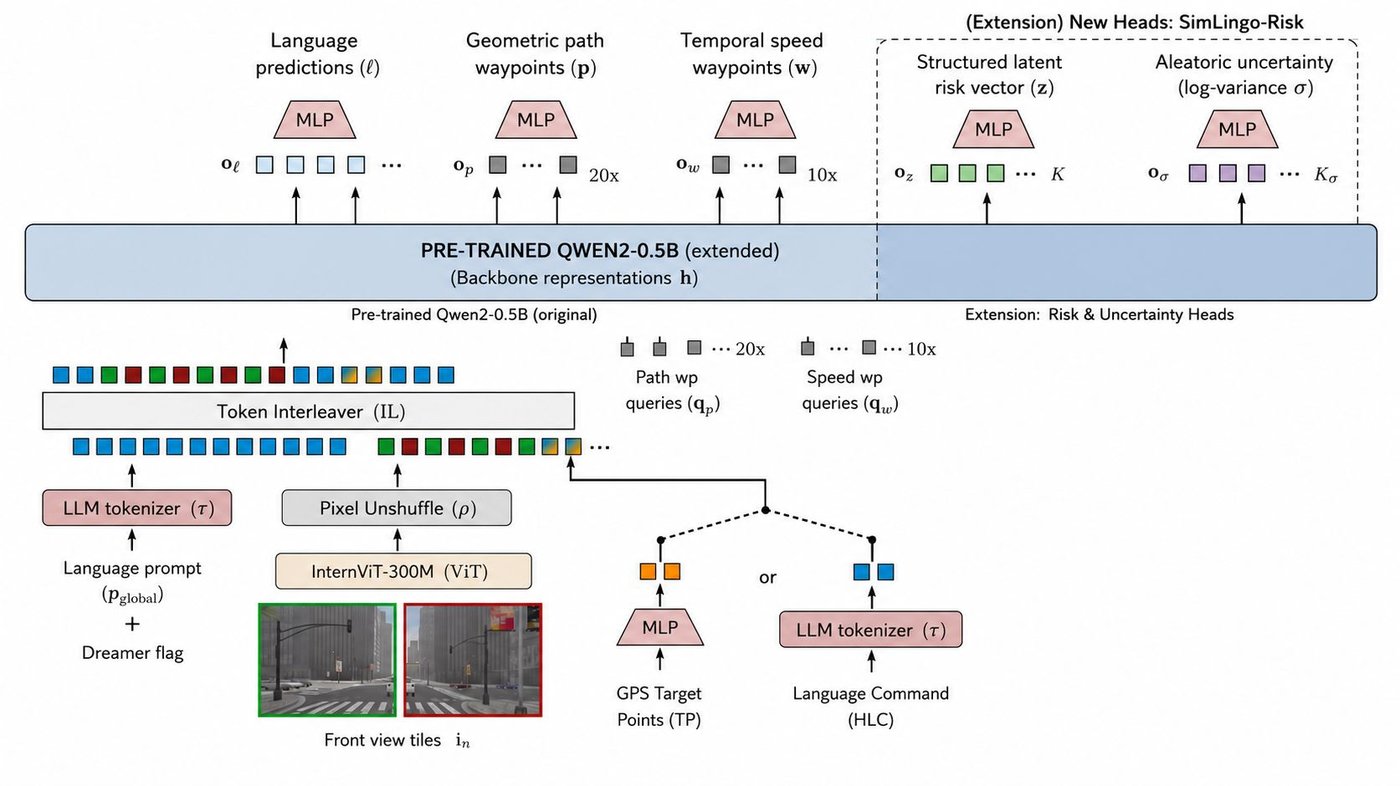 (Extension) New Heads: SimLingo-Risk
Language
predictions (ℓ)
Geometric path
waypoints (p)
Temporal speed
waypoints (w)
Structured latent
risk vector (z)
Aleatoric uncertainty
(log-variance σ)
MLP
MLP
MLP
MLP
MLP
oℓ ...
op ... 20x
ow ... 10x
oz ... K
oσ ... Kσ
PRE-TRAINED QWEN2-0.5B (extended)
(Backbone representations h)
Pre-trained Qwen2-0.5B (original)
Extension: Risk & Uncertainty Heads
... 20x
... ... 10x
Path wp
queries (qp)
Speed wp
queries (qw)
Token Interleaver (IL)
...
LLM tokenizer (τ)
Pixel Unshuffle (ρ)
InternViT-300M (ViT)
Language prompt
(pglobal)
+
Dreamer flag
Front view tiles in
or
MLP
LLM tokenizer (τ)
GPS Target
Points (TP)
Language Command
(HLC)